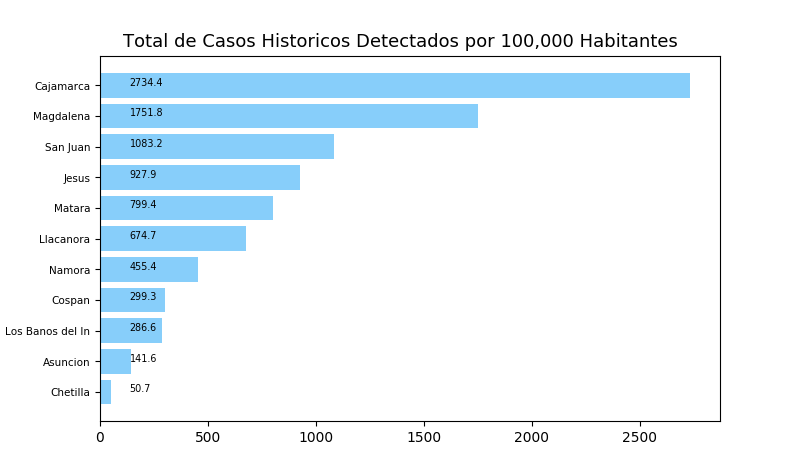 Total de Casos Historicos Detectados por 100,000 Habitantes
Cajamarca 2734.4
Magdalena 1751.8
San Juan 1083.2
Jesus 927.9
Matara 799.4
Llacanora 674.7
Namora 455.4
Cospan 299.3
Los Banos del In 286.6
Asuncion 141.6
Chetilla 50.7
0 500 1000 1500 2000 2500